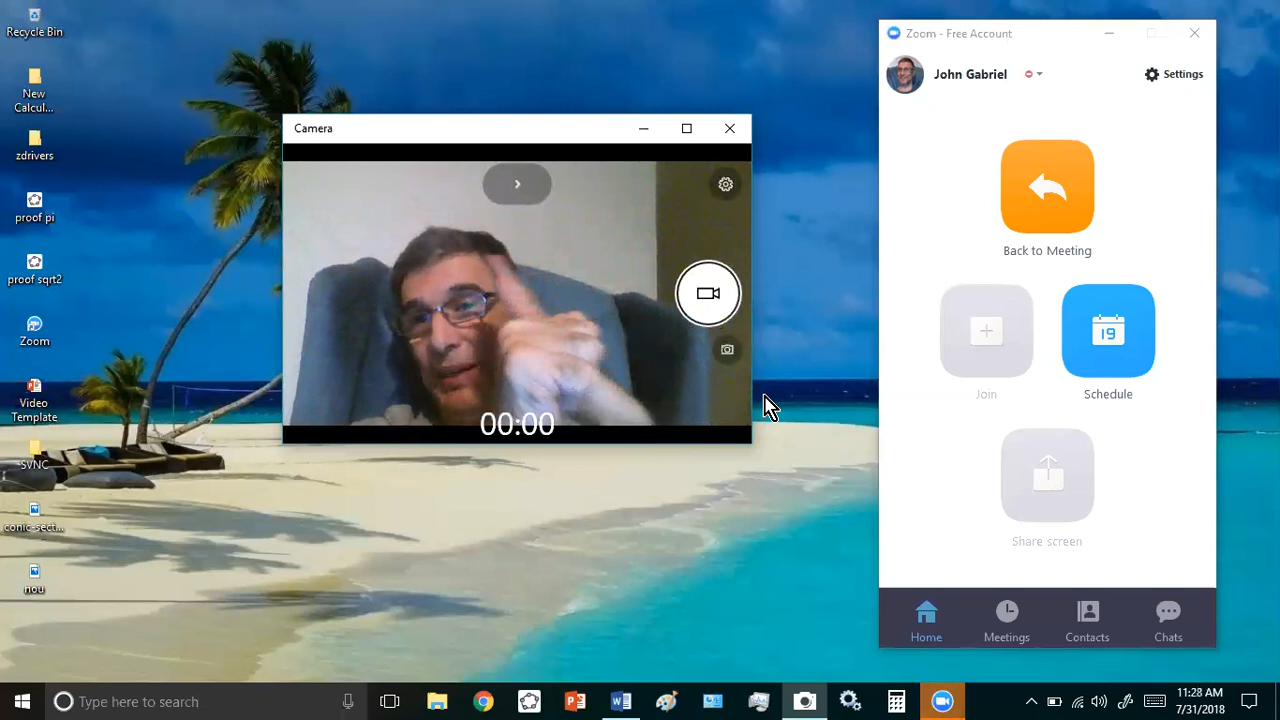 Recycle Bin
New
Calcul...
zdrivers
proof pi
proof sqrt2
Zoom
Video
Template
SVNC
conic-sect...
nou
Camera
00:00
Zoom - Free Account
John Gabriel
Settings
Back to Meeting
Join
19
Schedule
Share screen
Home
Meetings
Contacts
Chats
Type here to search
11:28 AM
7/31/2018